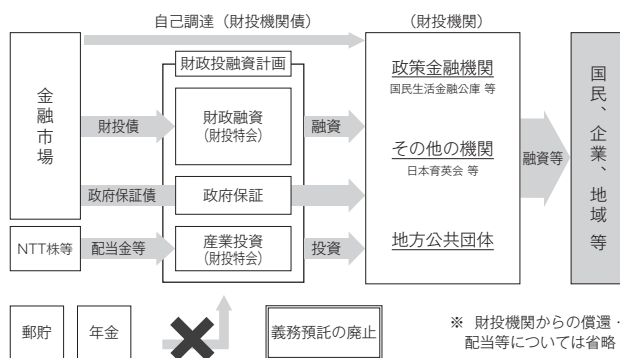 自己調達（財投機関債）
（財投機関）
財政投融資計画
金融市場
財投債
財政融資
（財投特会）
融資
政府保証債
政府保証
NTT株等
配当金等
産業投資
（財投特会）
投資
政策金融機関
国民生活金融公庫 等
その他の機関
日本育英会 等
地方公共団体
融資等
国民、企業、地域 等
郵貯
年金
義務預託の廃止
※ 財投機関からの償還・
配当等については省略